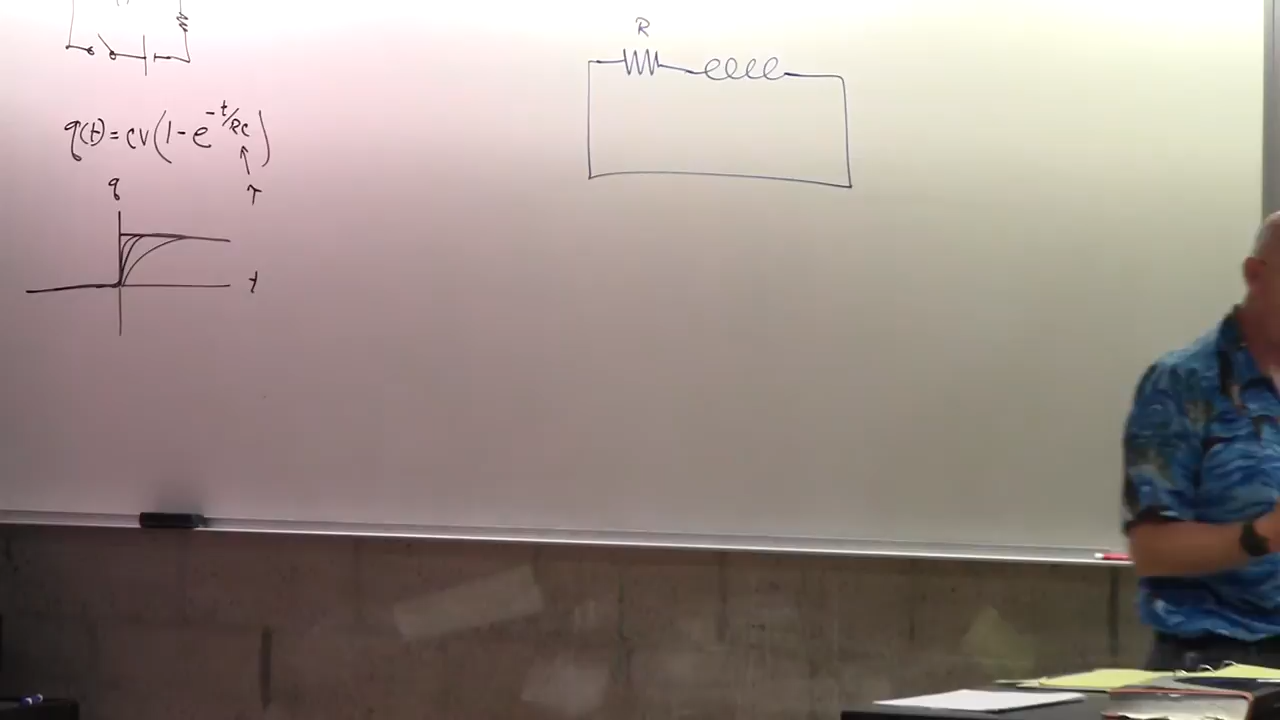 q(t) = CV(1 - e^{-t/RC})
↑
τ
q
t
R